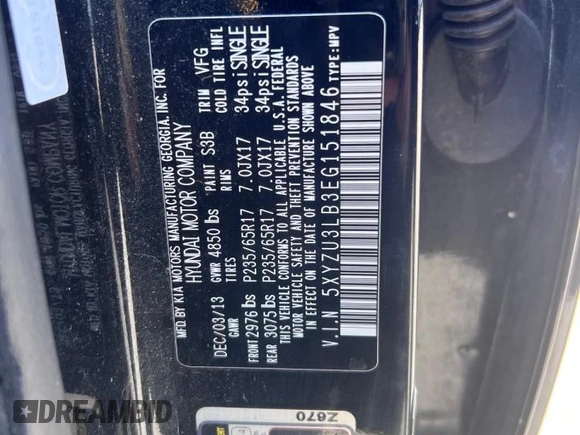 MFD.BY KIA MOTORS MANUFACTURING GEORGIA, INC. FOR
HYUNDAI MOTOR COMPANY
DEC/03/13 GVWR 4850 lbs PAINT S3B TRIM VFG
GAWR TIRES RIMS COLD TIRE INFL
FRONT 2976 lbs P235/65R17 7.0JX17 34psi SINGLE
REAR 3075 lbs P235/65R17 7.0JX17 34psi SINGLE
THIS VEHICLE CONFORMS TO ALL APPLICABLE U.S.A. FEDERAL
MOTOR VEHICLE SAFETY AND THEFT PREVENTION STANDARDS
IN EFFECT ON THE DATE OF MANUFACTURE SHOWN ABOVE.
V.I.N 5XYZU3LB3EG151846 TYPE:MPV
Z670
DREAMBID